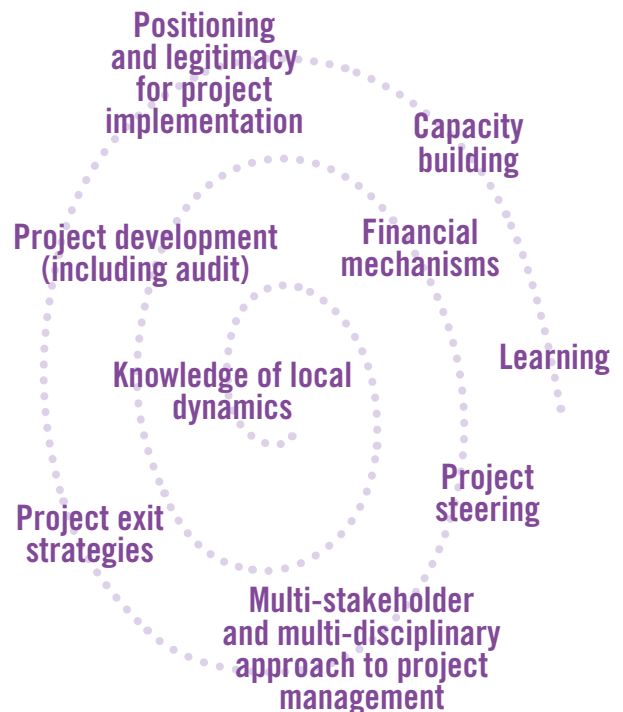 Positioning
and legitimacy
for project
implementation
Capacity
building
Project development
(including audit)
Financial
mechanisms
Learning
Knowledge of local
dynamics
Project
steering
Project exit
strategies
Multi-stakeholder
and multi-disciplinary
approach to project
management